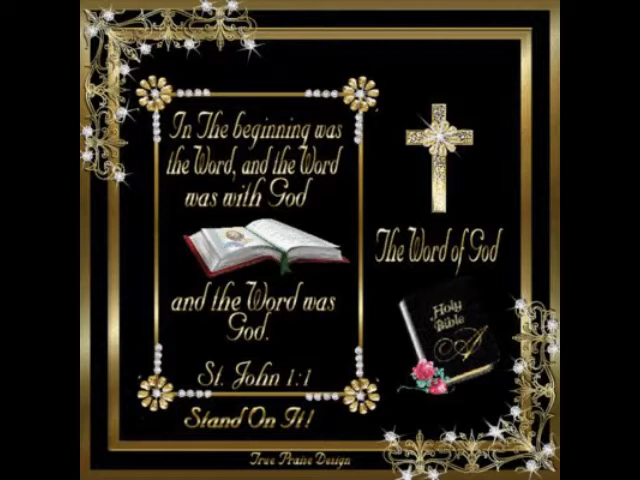 In The beginning was
the Word, and the Word
was with God
and the Word was
God.
St. John 1:1
Stand On It!
The Word of God
Holy
Bible
True Praise Design